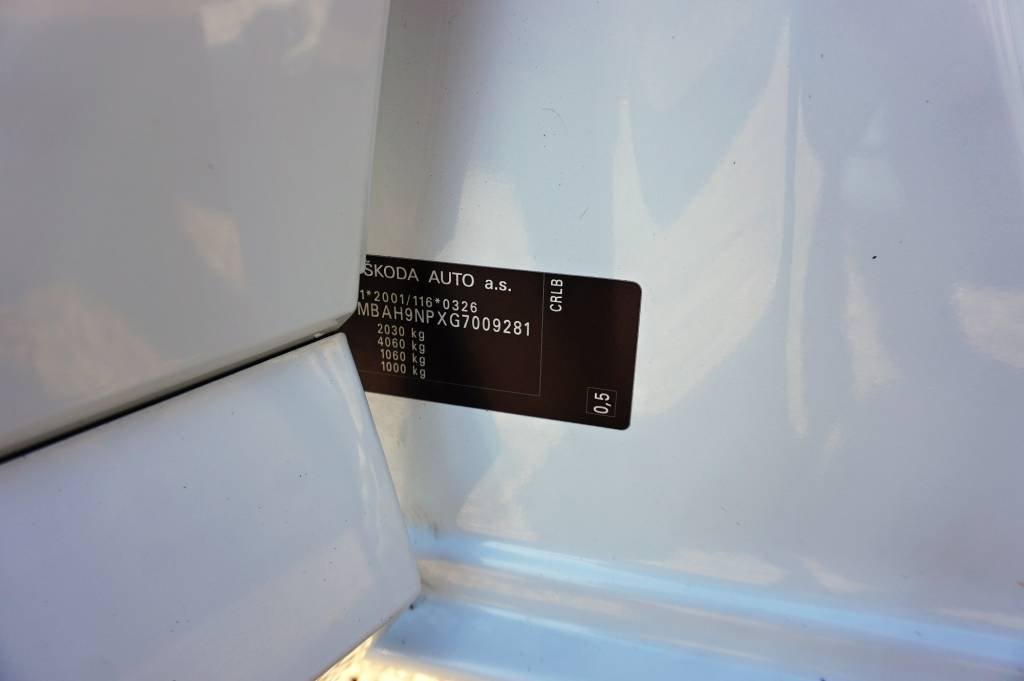 ŠKODA AUTO a.s.
1*2001/116*0326
MBAH9NPXG7009281
2030 kg
4060 kg
1060 kg
1000 kg
CRLB
0,5